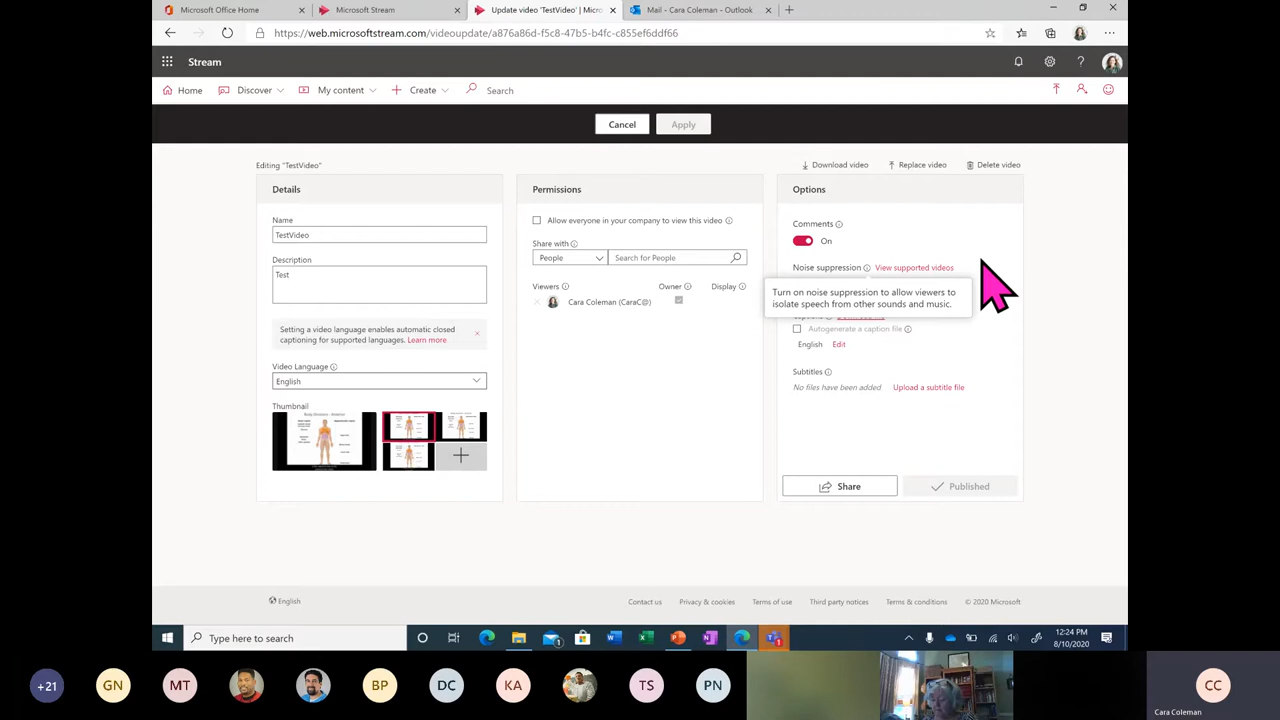 Microsoft Office Home
Microsoft Stream
Update video 'TestVideo' | Micro
Mail - Cara Coleman - Outlook
https://web.microsoftstream.com/videoupdate/a876a86d-f5c8-47b5-b4fc-c855ef6ddf66
Stream
Home
Discover
My content
Create
Search
Cancel
Apply
Editing "TestVideo"
Download video
Replace video
Delete video
Details
Name
TestVideo
Description
Test
Setting a video language enables automatic closed
captioning for supported languages. Learn more
Video Language
English
Thumbnail
Permissions
Allow everyone in your company to view this video
Share with
People
Search for People
Viewers
Owner
Display
Cara Coleman (CaraC@)
Options
Comments
On
Noise suppression
View supported videos
Turn on noise suppression to allow viewers to
isolate speech from other sounds and music.
Autogenerate a caption file
English
Edit
Subtitles
No files have been added
Upload a subtitle file
Share
Published
English
Contact us
Privacy & cookies
Terms of use
Third party notices
Terms & conditions
© 2020 Microsoft
Type here to search
12:24 PM
8/10/2020
+21
GN
MT
BP
DC
KA
TS
PN
CC
Cara Coleman